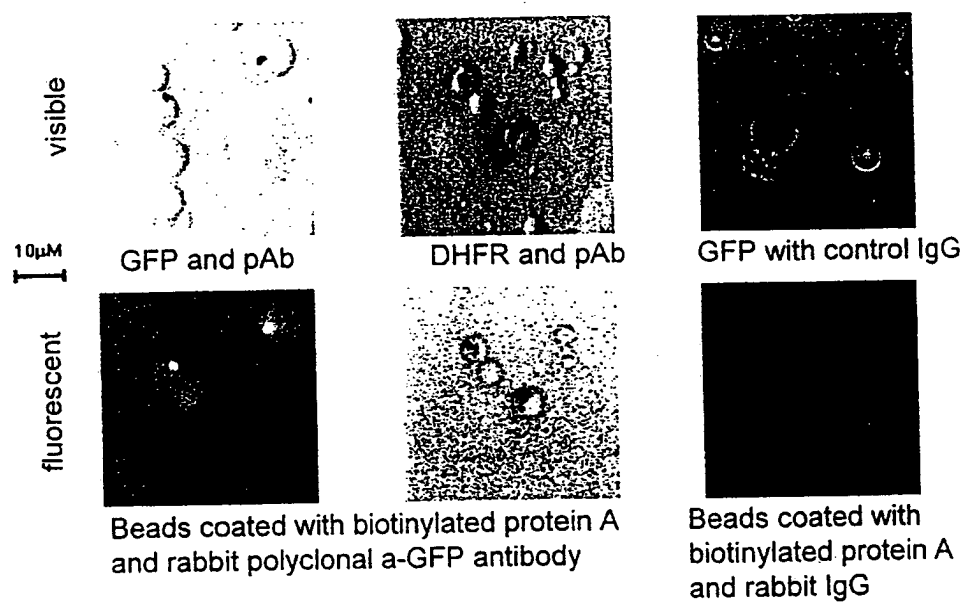 visible
GFP and pAb
DHFR and pAb
GFP with control IgG
10μM
fluorescent
Beads coated with biotinylated protein A
and rabbit polyclonal a-GFP antibody
Beads coated with
biotinylated protein A
and rabbit IgG